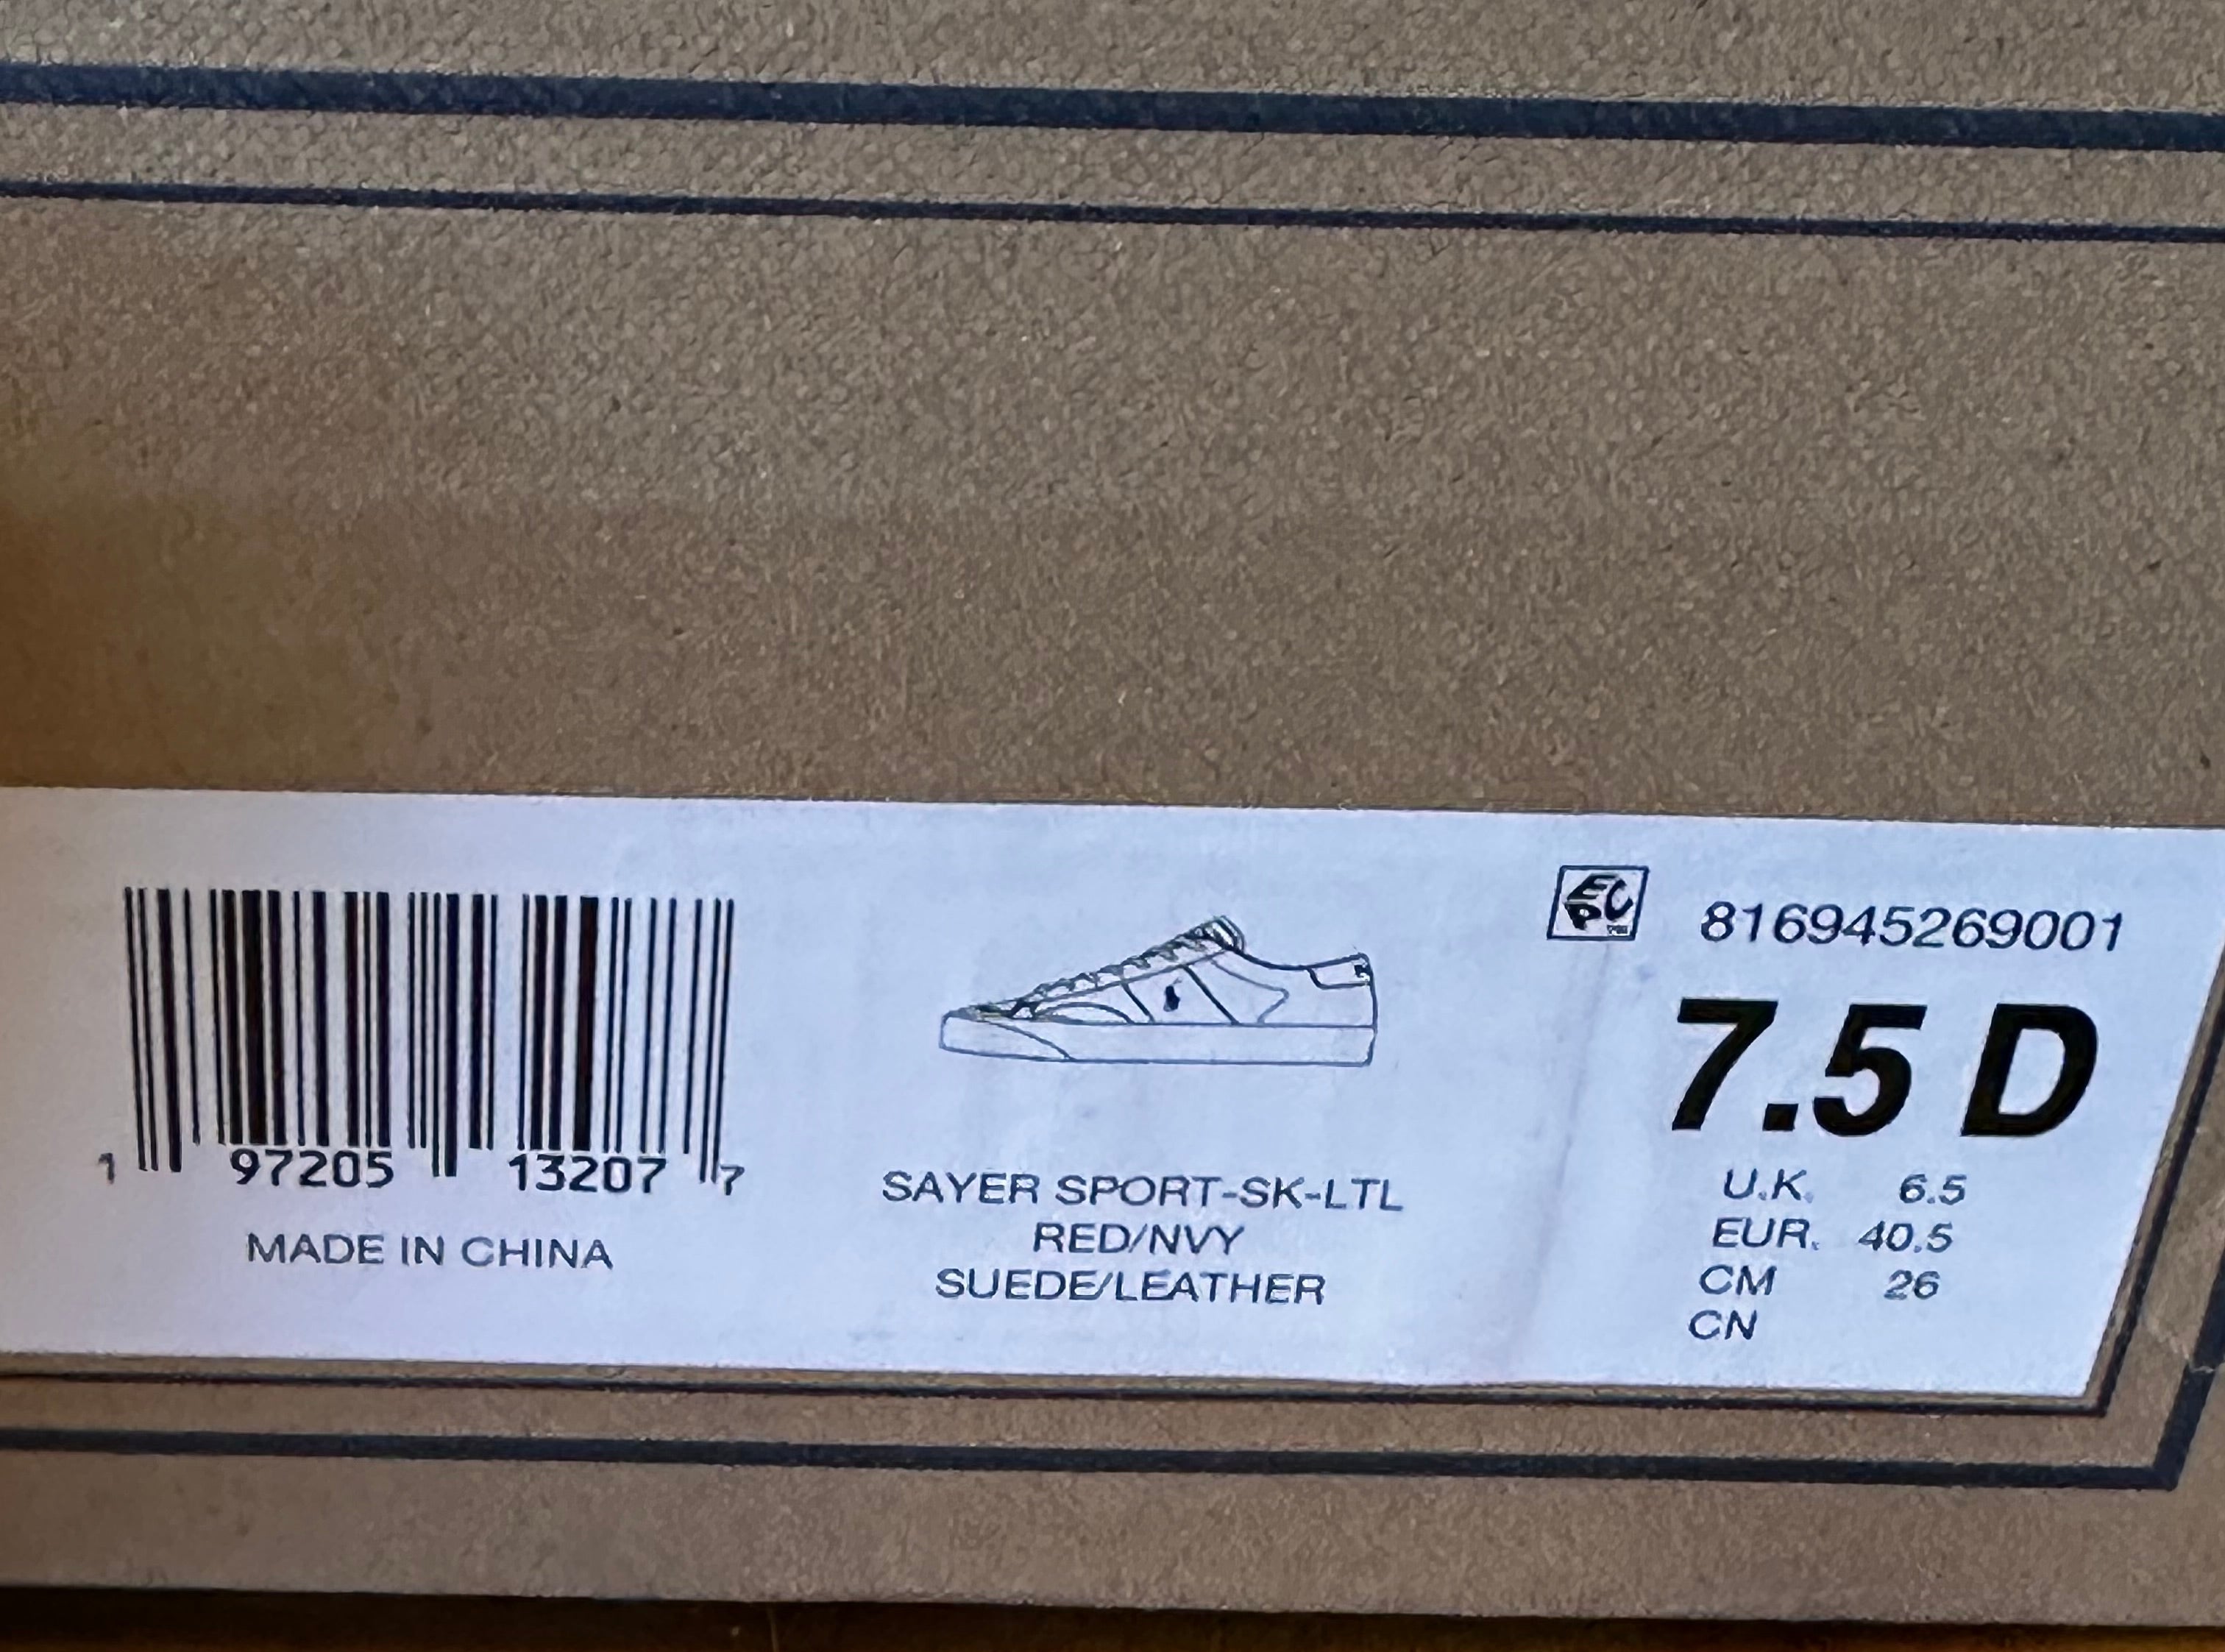 1 97205 13207 7
MADE IN CHINA
SAYER SPORT-SK-LTL
RED/NVY
SUEDE/LEATHER
EPC
816945269001
7.5 D
U.K. 6.5
EUR. 40.5
CM 26
CN